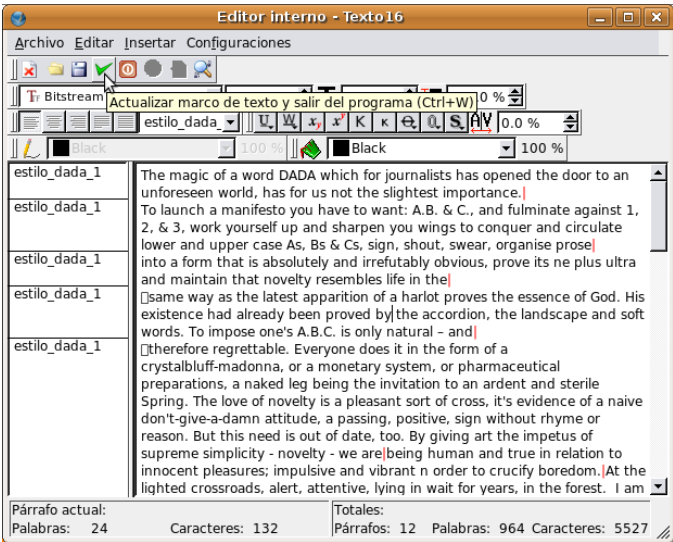 Editor interno - Texto16
Archivo Editar Insertar Configuraciones
Bitstream
0 %
Actualizar marco de texto y salir del programa (Ctrl+W)
estilo_dada_ U W x, x² K K 0.0 %
Black 100 % Black 100 %
estilo_dada_1
The magic of a word DADA which for journalists has opened the door to an
unforeseen world, has for us not the slightest importance.
estilo_dada_1
To launch a manifesto you have to want: A.B. & C., and fulminate against 1,
2, & 3, work yourself up and sharpen you wings to conquer and circulate
lower and upper case As, Bs & Cs, sign, shout, swear, organise prose
estilo_dada_1
into a form that is absolutely and irrefutably obvious, prove its ne plus ultra
and maintain that novelty resembles life in the
estilo_dada_1
same way as the latest apparition of a harlot proves the essence of God. His
existence had already been proved by the accordion, the landscape and soft
words. To impose one's A.B.C. is only natural – and
estilo_dada_1
therefore regrettable. Everyone does it in the form of a
crystalbluff-madonna, or a monetary system, or pharmaceutical
preparations, a naked leg being the invitation to an ardent and sterile
Spring. The love of novelty is a pleasant sort of cross, it's evidence of a naive
don't-give-a-damn attitude, a passing, positive, sign without rhyme or
reason. But this need is out of date, too. By giving art the impetus of
supreme simplicity - novelty - we are being human and true in relation to
innocent pleasures; impulsive and vibrant n order to crucify boredom. At the
lighted crossroads, alert, attentive, lying in wait for years, in the forest. I am
Párrafo actual: Totales:
Palabras: 24 Caracteres: 132 Párrafos: 12 Palabras: 964 Caracteres: 5527